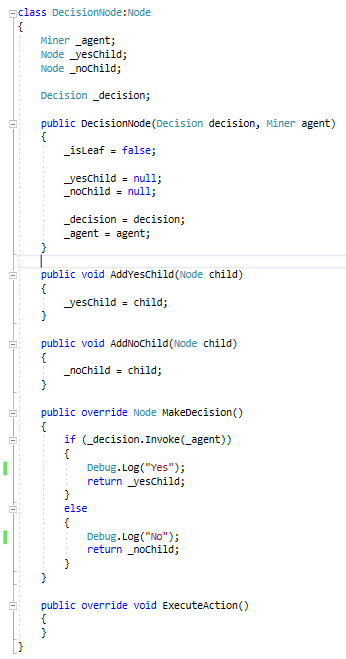 class DecisionNode:Node
{
    Miner _agent;
    Node _yesChild;
    Node _noChild;

    Decision _decision;

    public DecisionNode(Decision decision, Miner agent)
    {
        _isLeaf = false;

        _yesChild = null;
        _noChild = null;

        _decision = decision;
        _agent = agent;
    }

    public void AddYesChild(Node child)
    {
        _yesChild = child;
    }

    public void AddNoChild(Node child)
    {
        _noChild = child;
    }

    public override Node MakeDecision()
    {
        if (_decision.Invoke(_agent))
        {
            Debug.Log("Yes");
            return _yesChild;
        }
        else
        {
            Debug.Log("No");
            return _noChild;
        }
    }

    public override void ExecuteAction()
    {
    }
}